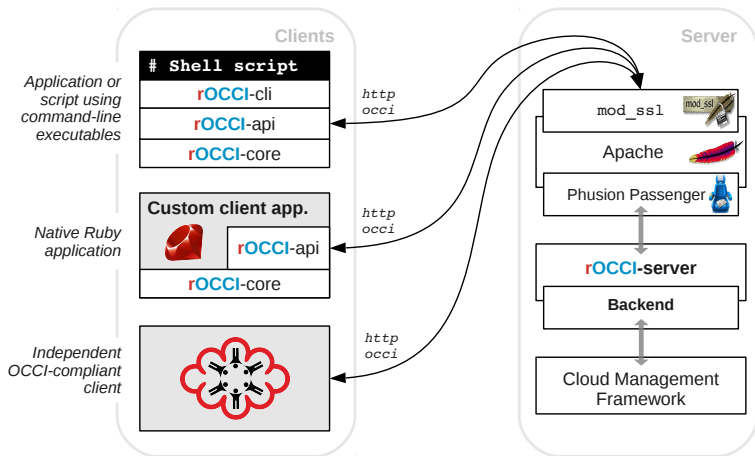 Clients
Application or
script using
command-line
executables
# Shell script
rOCCI-cli
rOCCI-api
rOCCI-core
http
occi
Native Ruby
application
Custom client app.
rOCCI-api
rOCCI-core
http
occi
Independent
OCCI-compliant
client
http
occi
Server
mod_ssl
mod_ssl
Apache
Phusion Passenger
rOCCI-server
Backend
Cloud Management
Framework